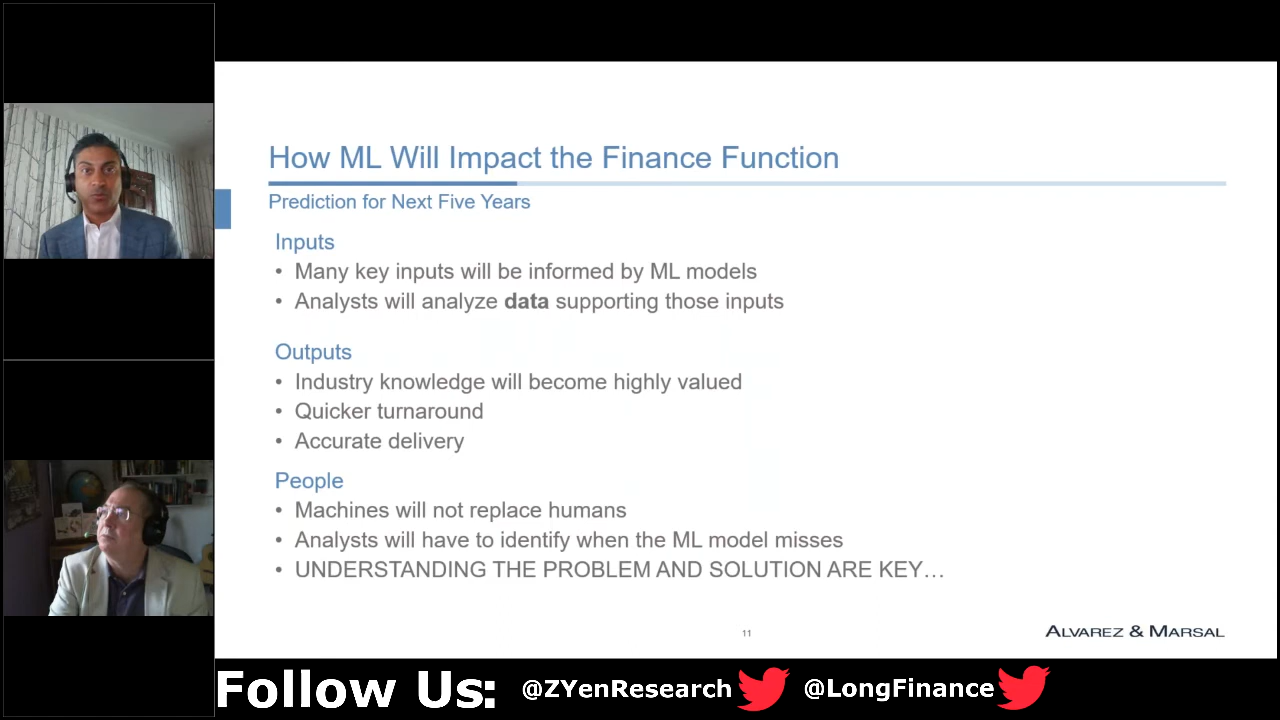 How ML Will Impact the Finance Function
Prediction for Next Five Years
Inputs
• Many key inputs will be informed by ML models
• Analysts will analyze data supporting those inputs
Outputs
• Industry knowledge will become highly valued
• Quicker turnaround
• Accurate delivery
People
• Machines will not replace humans
• Analysts will have to identify when the ML model misses
• UNDERSTANDING THE PROBLEM AND SOLUTION ARE KEY…
11
ALVAREZ & MARSAL
Follow Us: @ZYenResearch @LongFinance